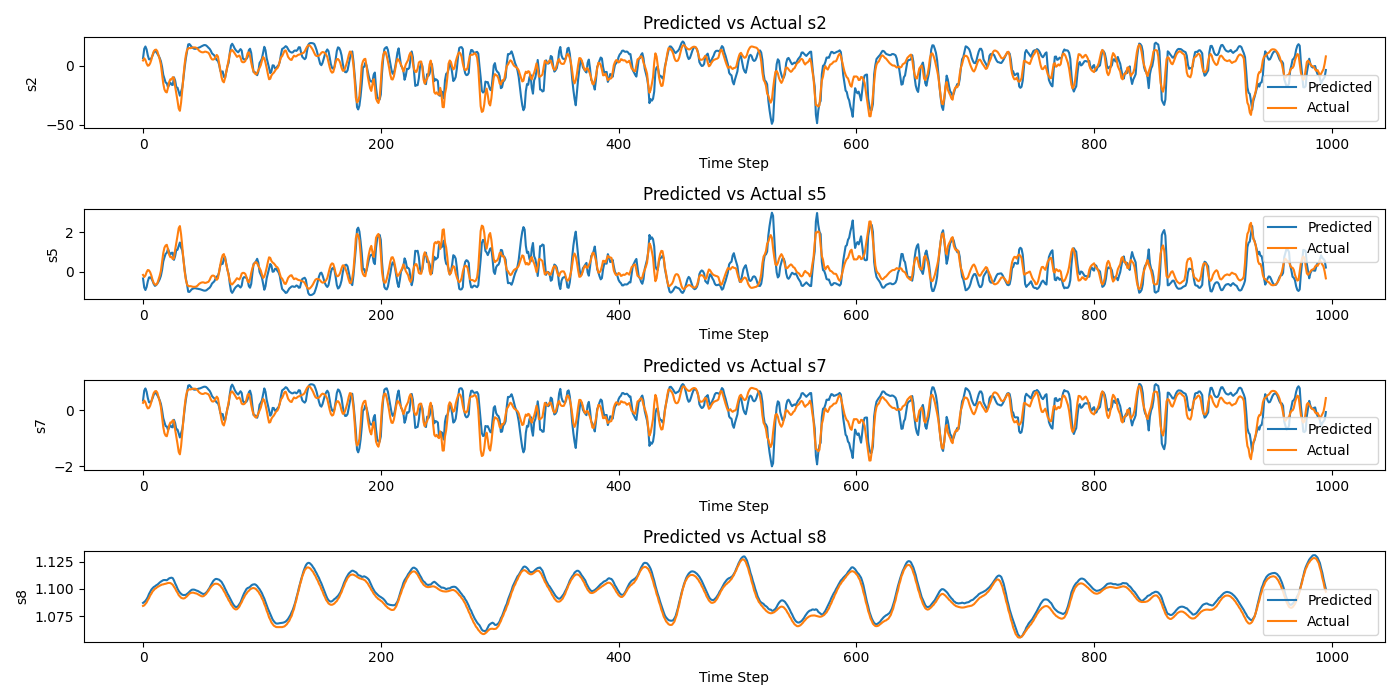 Predicted vs Actual s2
0
−50
s2
Predicted
Actual
0 200 400 600 800 1000
Time Step
Predicted vs Actual s5
2
0
s5
Predicted
Actual
0 200 400 600 800 1000
Time Step
Predicted vs Actual s7
0
−2
s7
Predicted
Actual
0 200 400 600 800 1000
Time Step
Predicted vs Actual s8
1.125
1.100
1.075
s8
Predicted
Actual
0 200 400 600 800 1000
Time Step